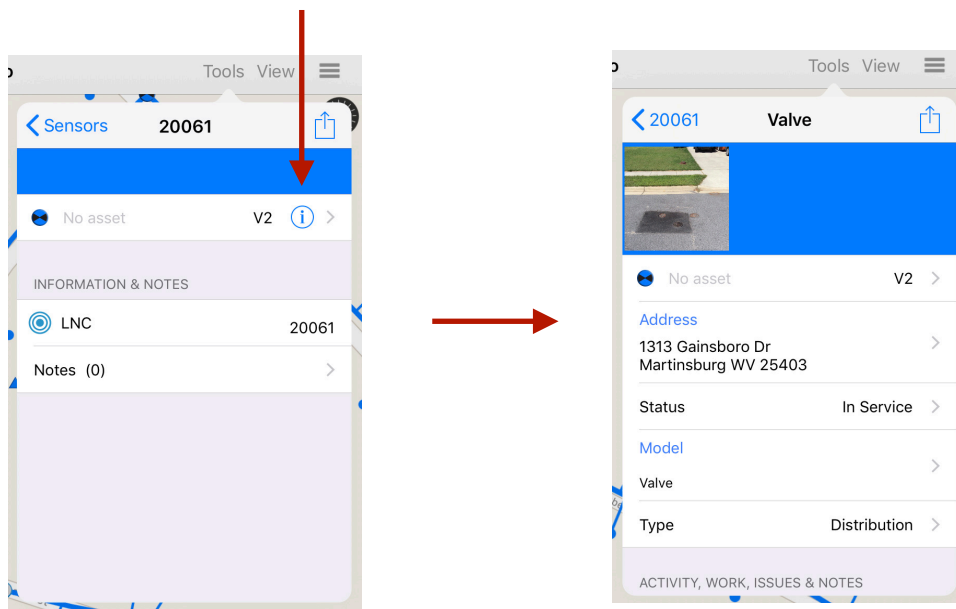 Tools View
Sensors 20061
No asset V2 i
INFORMATION & NOTES
LNC 20061
Notes (0)
Tools View
20061 Valve
No asset V2
Address
1313 Gainsboro Dr
Martinsburg WV 25403
Status In Service
Model
Valve
Type Distribution
ACTIVITY, WORK, ISSUES & NOTES